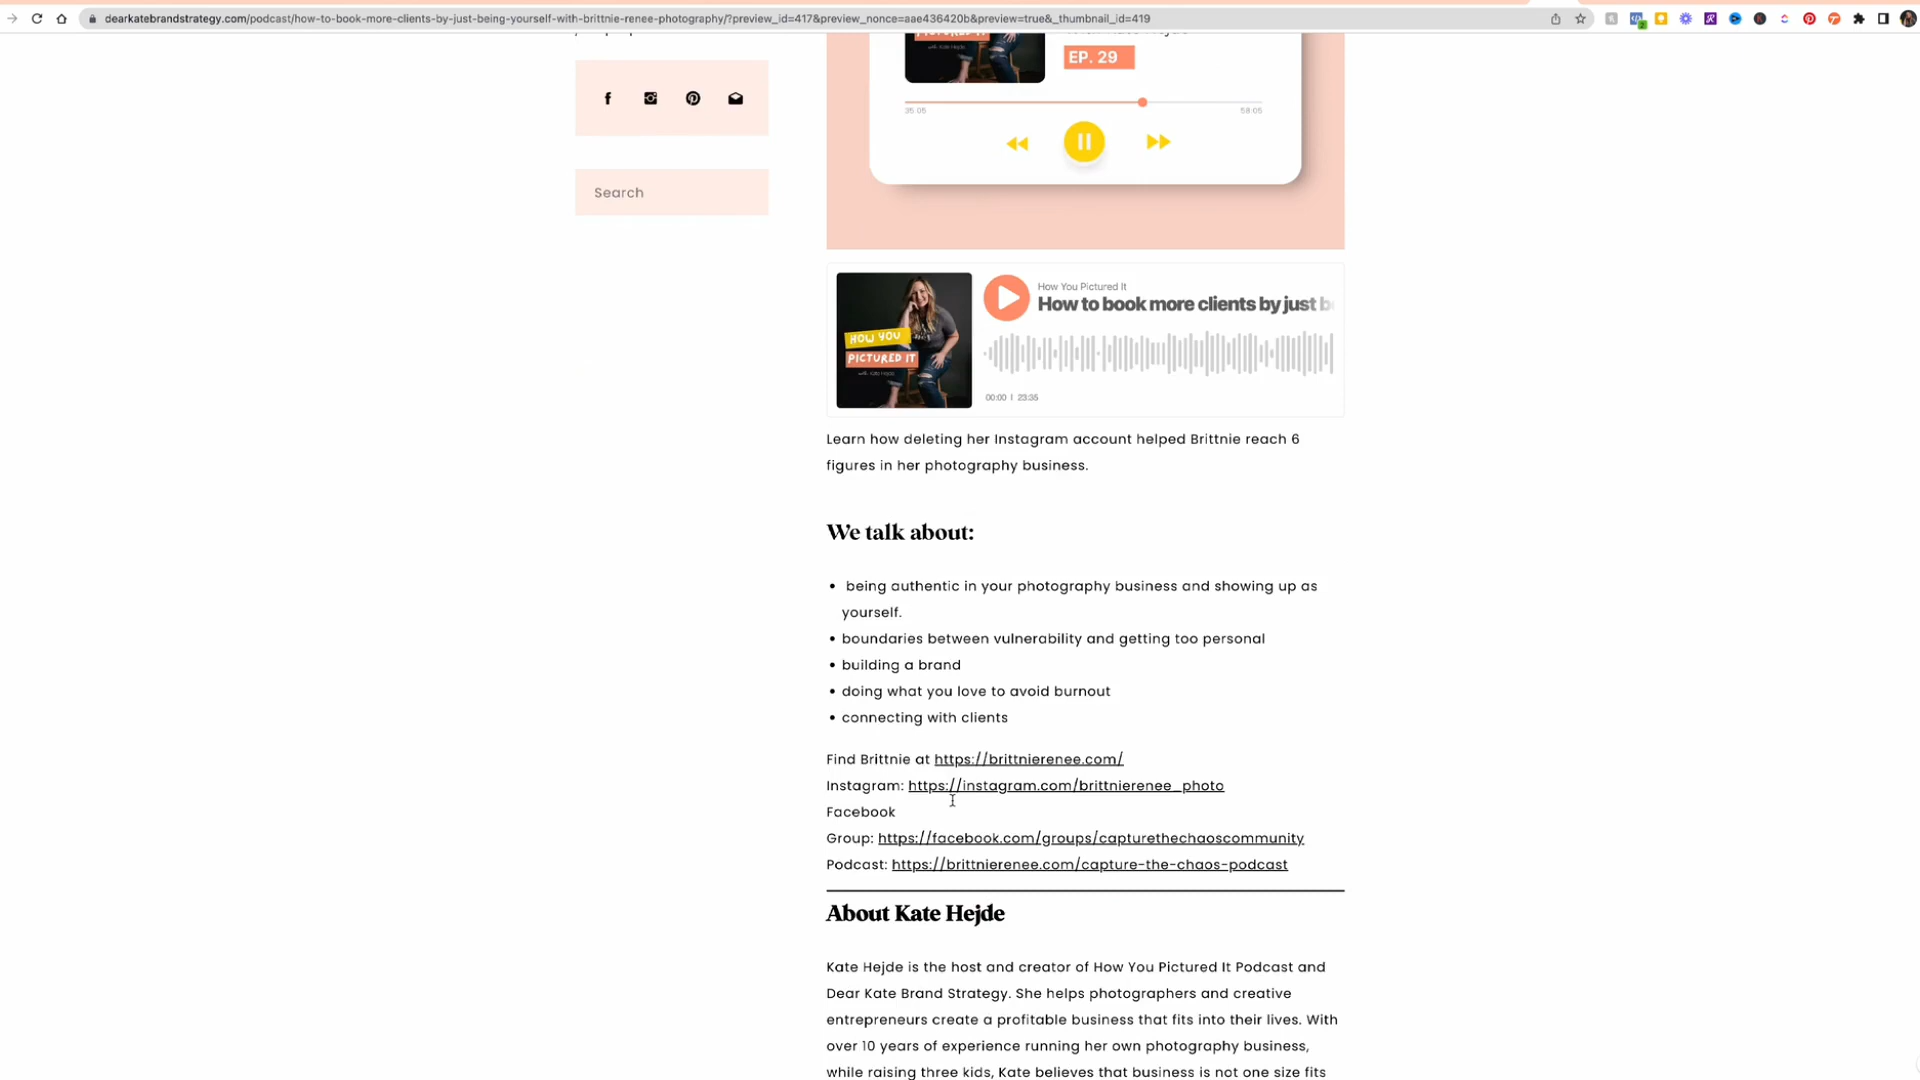 dearkatebrandstrategy.com/podcast/how-to-book-more-clients-by-just-being-yourself-with-brittnie-renee-photography/?preview_id=417&preview_nonce=aae436420b&preview=true&_thumbnail_id=419
EP. 29
35:05
58:05
Search
How You Pictured It
How to book more clients by just b
HOW YOU
PICTURED IT
with Kate Hejde
00:00 | 23:35
Learn how deleting her Instagram account helped Brittnie reach 6
figures in her photography business.
We talk about:
• being authentic in your photography business and showing up as
yourself.
• boundaries between vulnerability and getting too personal
• building a brand
• doing what you love to avoid burnout
• connecting with clients
Find Brittnie at https://brittnierenee.com/
Instagram: https://instagram.com/brittnierenee_photo
Facebook
Group: https://facebook.com/groups/capturethechaoscommunity
Podcast: https://brittnierenee.com/capture-the-chaos-podcast
About Kate Hejde
Kate Hejde is the host and creator of How You Pictured It Podcast and
Dear Kate Brand Strategy. She helps photographers and creative
entrepreneurs create a profitable business that fits into their lives. With
over 10 years of experience running her own photography business,
while raising three kids, Kate believes that business is not one size fits